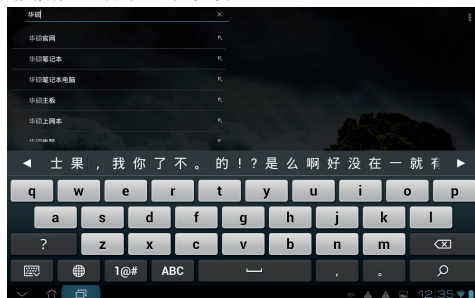 华硕
华硕官网
华硕笔记本
华硕笔记本电脑
华硕主板
华硕上网本
士 果 ， 我 你 了 不 。 的 ! ? 是 么 啊 好 没 在 一 就 有
q w e r t y u i o p
a s d f g h j k l
? z x c v b n m
1@# ABC , 。
12:35